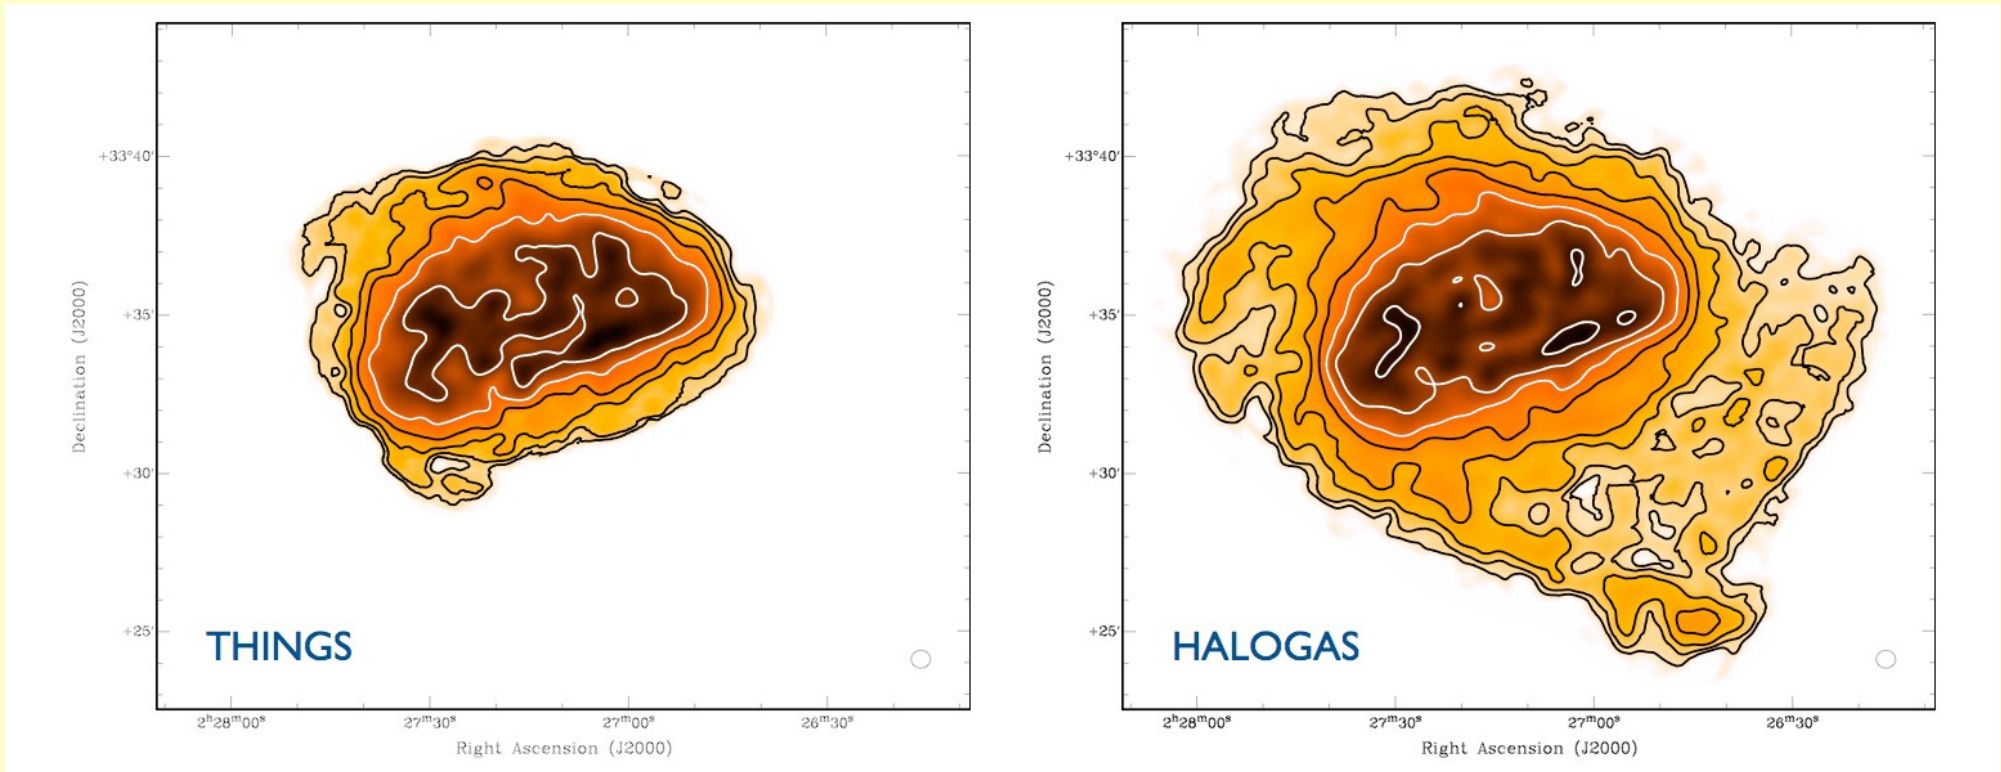 +33°40'
+35'
+30'
+25'
Declination (J2000)
THINGS
2ʰ28ᵐ00ˢ 27ᵐ30ˢ 27ᵐ00ˢ 26ᵐ30ˢ
Right Ascension (J2000)
+33°40'
+35'
+30'
+25'
Declination (J2000)
HALOGAS
2ʰ28ᵐ00ˢ 27ᵐ30ˢ 27ᵐ00ˢ 26ᵐ30ˢ
Right Ascension (J2000)